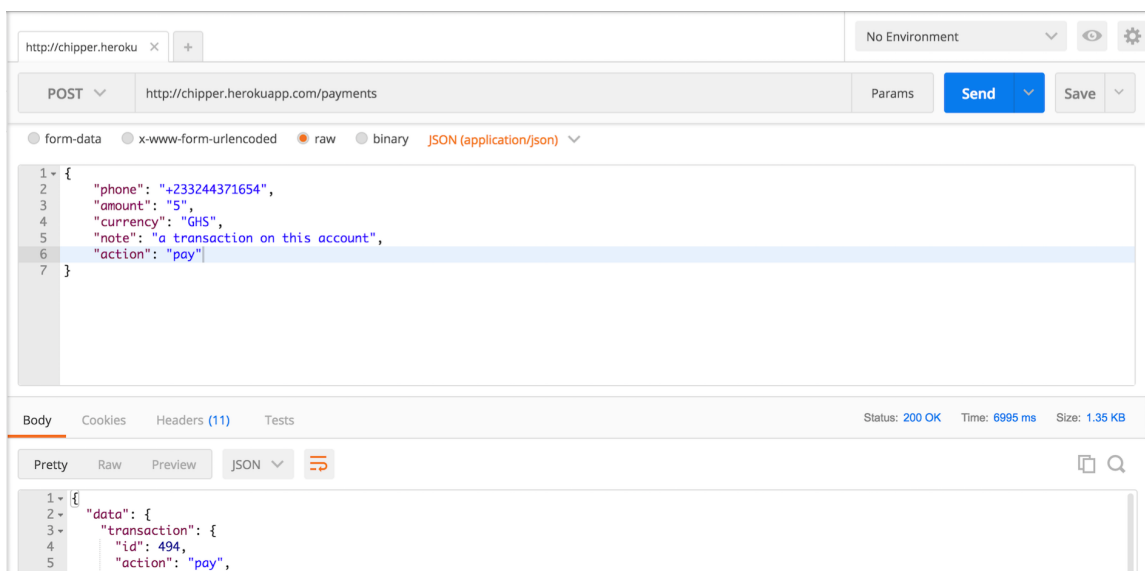 http://chipper.heroku × +
No Environment
POST http://chipper.herokuapp.com/payments Params Send Save
form-data x-www-form-urlencoded raw binary JSON (application/json)
1 {
2 "phone": "+233244371654",
3 "amount": "5",
4 "currency": "GHS",
5 "note": "a transaction on this account",
6 "action": "pay"
7 }
Body Cookies Headers (11) Tests Status: 200 OK Time: 6995 ms Size: 1.35 KB
Pretty Raw Preview JSON
1 {
2 "data": {
3 "transaction": {
4 "id": 494,
5 "action": "pay",